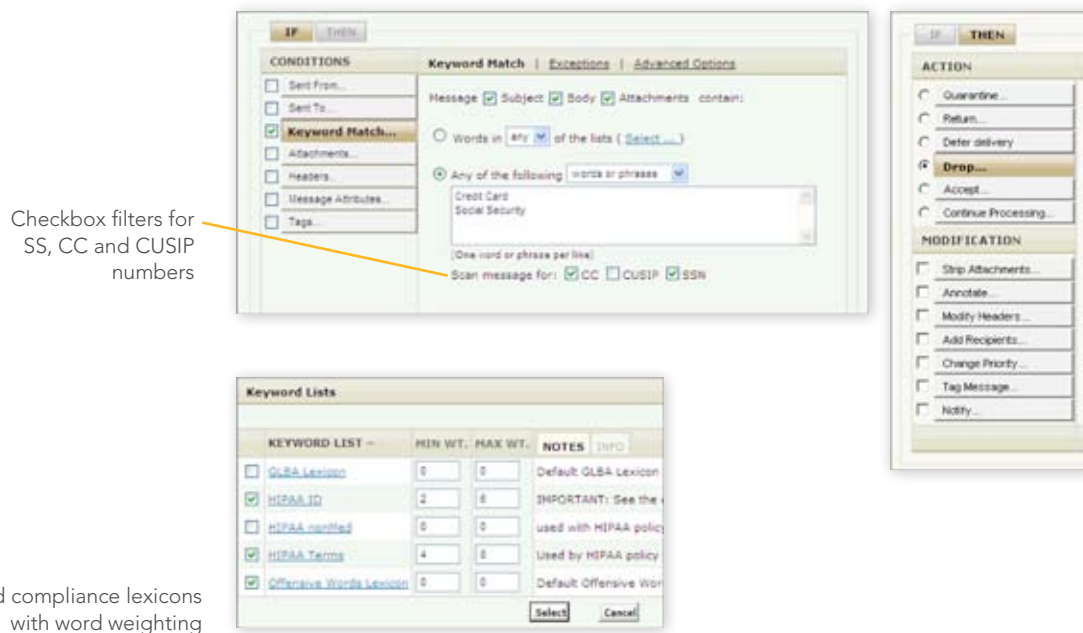 IF THEN
CONDITIONS
Sent From...
Sent To...
Keyword Match...
Attachments...
Headers...
Message Attributes...
Tags...
Keyword Match | Exceptions | Advanced Options
Message Subject Body Attachments contain:
Words in any of the lists ( Select ... )
Any of the following words or phrases
Credit Card
Social Security
(One word or phrase per line)
Scan message for: CC CUSIP SSN
Checkbox filters for
SS, CC and CUSIP
numbers
IF THEN
ACTION
Quarantine...
Return...
Defer delivery
Drop...
Accept...
Continue Processing...
MODIFICATION
Strip Attachments...
Annotate...
Modify Headers...
Add Recipients...
Change Priority...
Tag Message...
Notify...
Keyword Lists
KEYWORD LIST MIN WT. MAX WT. NOTES INFO
GLBA Lexicon 0 0 Default GLBA Lexicon
HIPAA ID 2 IMPORTANT: See the
HIPAA nonMed 0 0 used with HIPAA policy
HIPAA Terms 4 Used by HIPAA policy
Offensive Words Lexicon 0 0 Default Offensive Wor
Select Cancel
d compliance lexicons
with word weighting